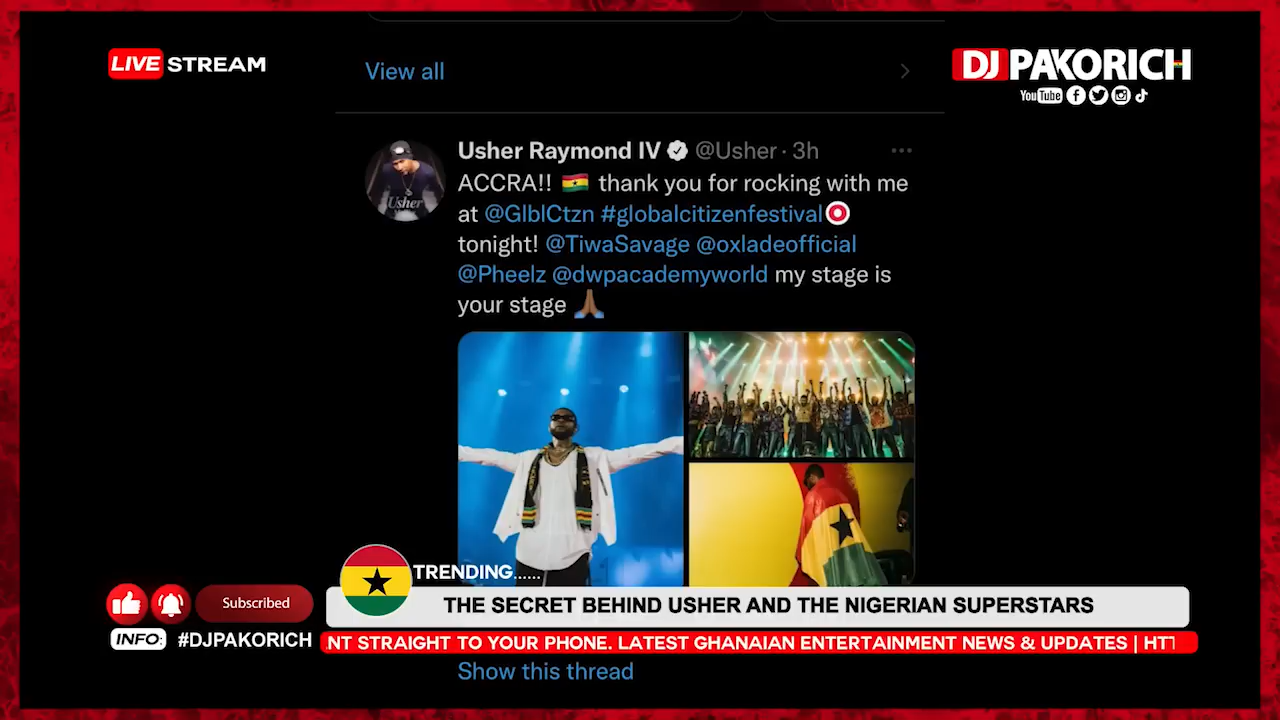 LIVE STREAM
DJ PAKORICH
YouTube
View all
Usher Raymond IV @Usher · 3h
ACCRA!! 🇬🇭 thank you for rocking with me
at @GlblCtzn #globalcitizenfestival
tonight! @TiwaSavage @oxladeofficial
@Pheelz @dwpacademyworld my stage is
your stage 🙏🏾
Usher
TRENDING......
Subscribed
THE SECRET BEHIND USHER AND THE NIGERIAN SUPERSTARS
INFO: #DJPAKORICH
NT STRAIGHT TO YOUR PHONE. LATEST GHANAIAN ENTERTAINMENT NEWS & UPDATES | HTT
Show this thread